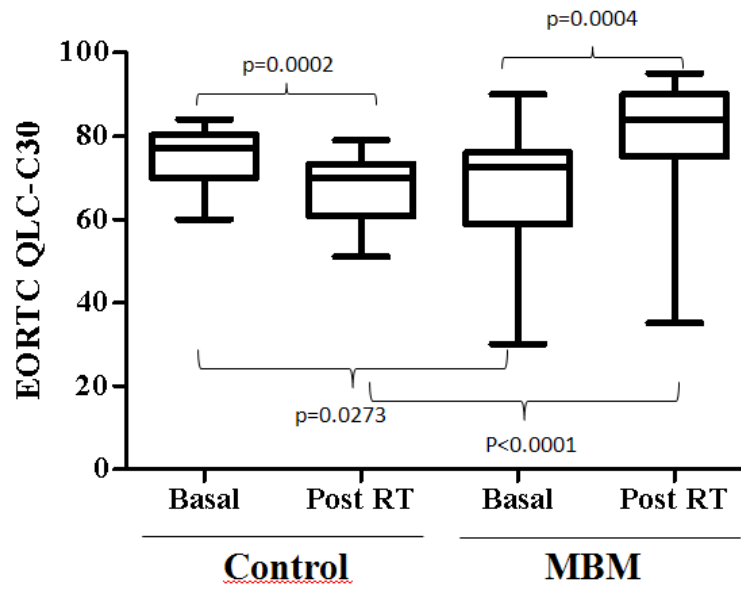 p=0.0004
100
p=0.0002
80
60
40
20
0
EORTC QLC-C30
p=0.0273
P<0.0001
Basal
Post RT
Basal
Post RT
Control
MBM